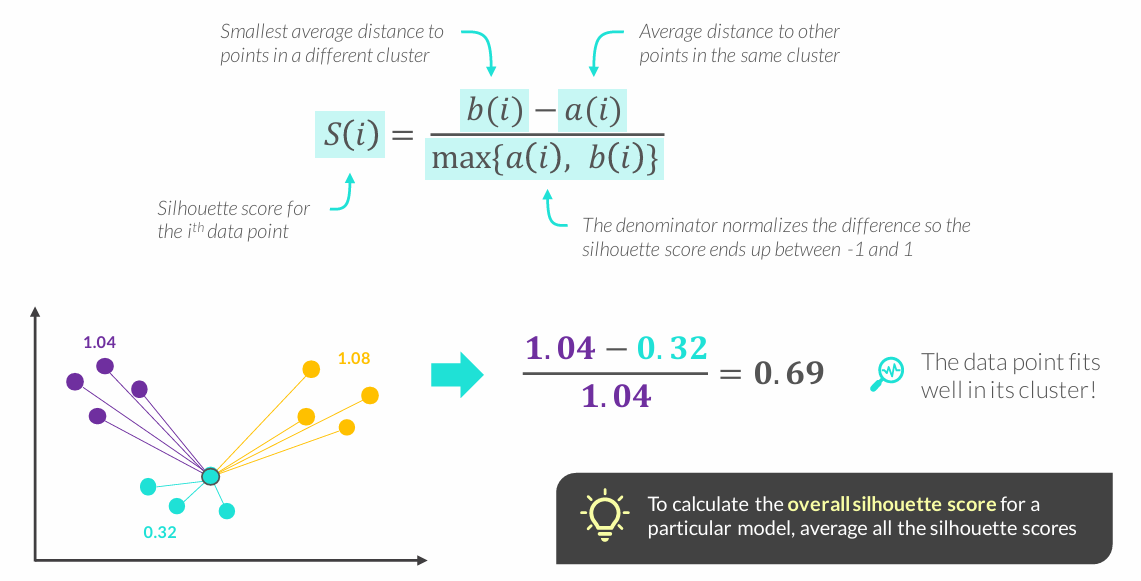 Smallest average distance to
points in a different cluster
Average distance to other
points in the same cluster
S(i) = b(i) − a(i) / max{a(i), b(i)}
Silhouette score for
the ith data point
The denominator normalizes the difference so the
silhouette score ends up between -1 and 1
1.04
1.08
0.32
1.04 − 0.32 / 1.04 = 0.69
The data point fits
well in its cluster!
To calculate the overall silhouette score for a
particular model, average all the silhouette scores